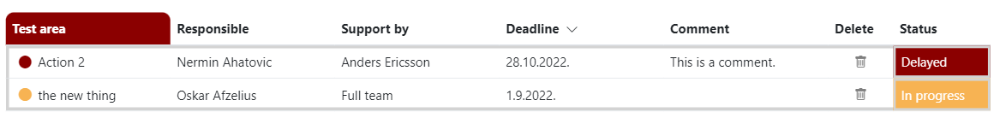 Test area Responsible Support by Deadline Comment Delete Status
Action 2 Nermin Ahatovic Anders Ericsson 28.10.2022. This is a comment. Delayed
the new thing Oskar Afzelius Full team 1.9.2022. In progress